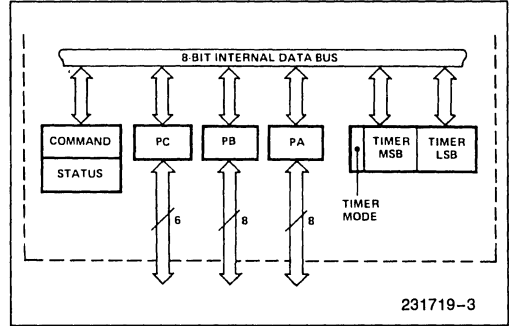 8-BIT INTERNAL DATA BUS
COMMAND
STATUS
PC
PB
PA
TIMER
MSB
TIMER
LSB
TIMER
MODE
6
8
8
231719-3